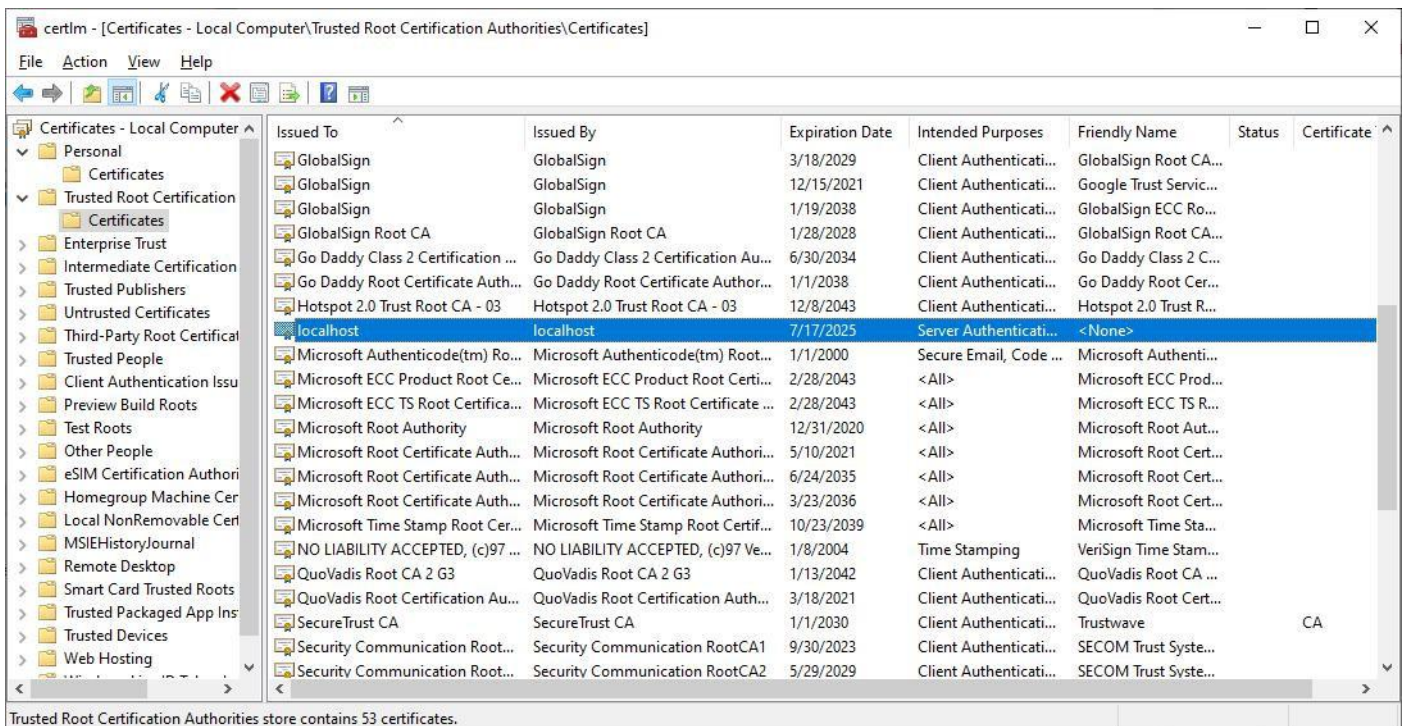 certlm - [Certificates - Local Computer\Trusted Root Certification Authorities\Certificates]
File Action View Help
Certificates - Local Computer
Personal
Certificates
Trusted Root Certification
Certificates
Enterprise Trust
Intermediate Certification
Trusted Publishers
Untrusted Certificates
Third-Party Root Certificat
Trusted People
Client Authentication Issu
Preview Build Roots
Test Roots
Other People
eSIM Certification Authori
Homegroup Machine Cer
Local NonRemovable Cert
MSIEHistoryJournal
Remote Desktop
Smart Card Trusted Roots
Trusted Packaged App Ins
Trusted Devices
Web Hosting
Issued To Issued By Expiration Date Intended Purposes Friendly Name Status Certificate
GlobalSign GlobalSign 3/18/2029 Client Authenticati... GlobalSign Root CA...
GlobalSign GlobalSign 12/15/2021 Client Authenticati... Google Trust Servic...
GlobalSign GlobalSign 1/19/2038 Client Authenticati... GlobalSign ECC Ro...
GlobalSign Root CA GlobalSign Root CA 1/28/2028 Client Authenticati... GlobalSign Root CA...
Go Daddy Class 2 Certification ... Go Daddy Class 2 Certification Au... 6/30/2034 Client Authenticati... Go Daddy Class 2 C...
Go Daddy Root Certificate Auth... Go Daddy Root Certificate Author... 1/1/2038 Client Authenticati... Go Daddy Root Cer...
Hotspot 2.0 Trust Root CA - 03 Hotspot 2.0 Trust Root CA - 03 12/8/2043 Client Authenticati... Hotspot 2.0 Trust R...
localhost localhost 7/17/2025 Server Authenticati... <None>
Microsoft Authenticode(tm) Ro... Microsoft Authenticode(tm) Root... 1/1/2000 Secure Email, Code ... Microsoft Authenti...
Microsoft ECC Product Root Ce... Microsoft ECC Product Root Certi... 2/28/2043 <All> Microsoft ECC Prod...
Microsoft ECC TS Root Certifica... Microsoft ECC TS Root Certificate ... 2/28/2043 <All> Microsoft ECC TS R...
Microsoft Root Authority Microsoft Root Authority 12/31/2020 <All> Microsoft Root Aut...
Microsoft Root Certificate Auth... Microsoft Root Certificate Authori... 5/10/2021 <All> Microsoft Root Cert...
Microsoft Root Certificate Auth... Microsoft Root Certificate Authori... 6/24/2035 <All> Microsoft Root Cert...
Microsoft Root Certificate Auth... Microsoft Root Certificate Authori... 3/23/2036 <All> Microsoft Root Cert...
Microsoft Time Stamp Root Cer... Microsoft Time Stamp Root Certif... 10/23/2039 <All> Microsoft Time Sta...
NO LIABILITY ACCEPTED, (c)97 ... NO LIABILITY ACCEPTED, (c)97 Ve... 1/8/2004 Time Stamping VeriSign Time Stam...
QuoVadis Root CA 2 G3 QuoVadis Root CA 2 G3 1/13/2042 Client Authenticati... QuoVadis Root CA ...
QuoVadis Root Certification Au... QuoVadis Root Certification Auth... 3/18/2021 Client Authenticati... QuoVadis Root Cert...
SecureTrust CA SecureTrust CA 1/1/2030 Client Authenticati... Trustwave CA
Security Communication Root... Security Communication RootCA1 9/30/2023 Client Authenticati... SECOM Trust Syste...
Security Communication Root... Security Communication RootCA2 5/29/2029 Client Authenticati... SECOM Trust Syste...
Trusted Root Certification Authorities store contains 53 certificates.